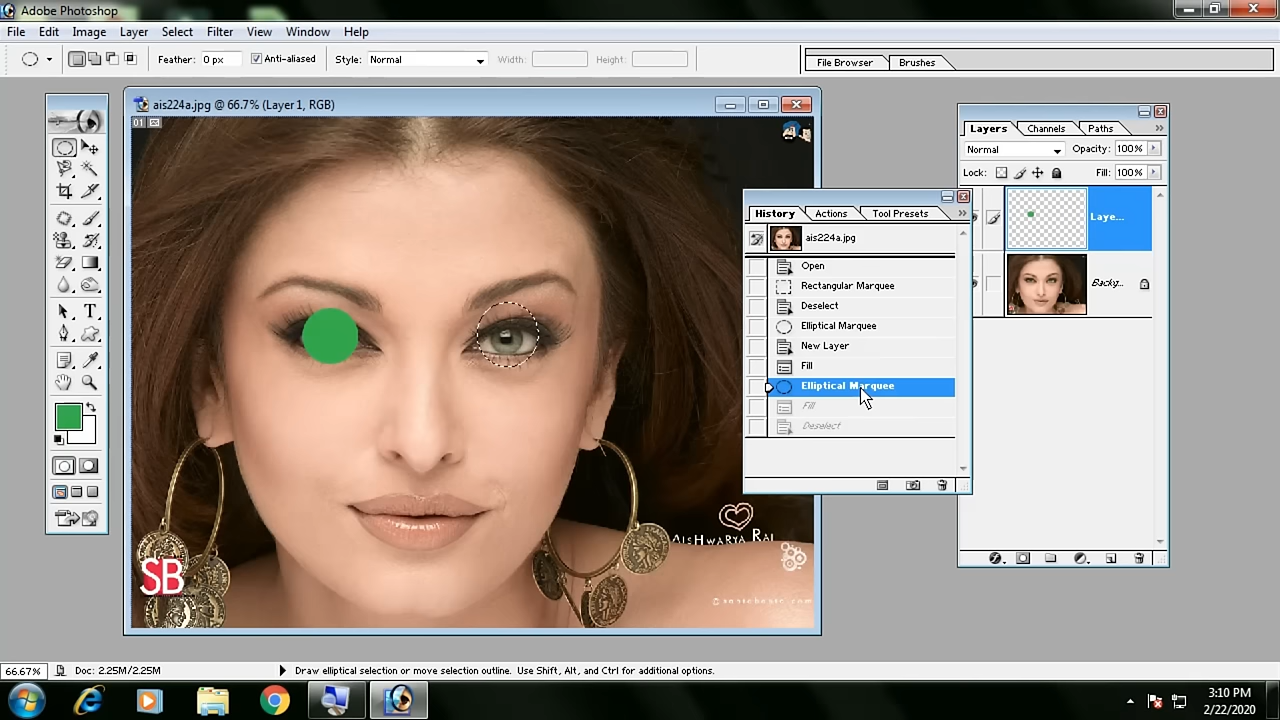 Adobe Photoshop
File Edit Image Layer Select Filter View Window Help
Feather: 0 px Anti-aliased Style: Normal Width: Height: File Browser Brushes
ais224a.jpg @ 66.7% (Layer 1, RGB)
01
Layers Channels Paths
Normal Opacity: 100%
Lock: Fill: 100%
Laye...
Backg...
History Actions Tool Presets
ais224a.jpg
Open
Rectangular Marquee
Deselect
Elliptical Marquee
New Layer
Fill
Elliptical Marquee
Fill
Deselect
T
AisHwarya Rai
SB
santabanta.com
66.67% Doc: 2.25M/2.25M Draw elliptical selection or move selection outline. Use Shift, Alt, and Ctrl for additional options.
3:10 PM
2/22/2020